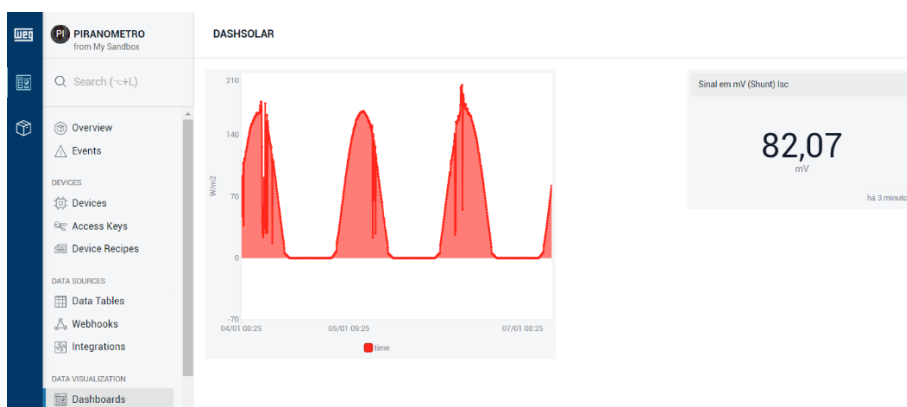 weg
PI
PIRANOMETRO
from My Sandbox
Search (⌥+L)
Overview
Events
DEVICES
Devices
Access Keys
Device Recipes
DATA SOURCES
Data Tables
Webhooks
Integrations
DATA VISUALIZATION
Dashboards
DASHSOLAR
210
140
W/m2
70
0
-70
04/01 08:25
05/01 09:25
07/01 08:25
time
Sinal em mV (Shunt) Isc
82,07
mV
há 3 minuto